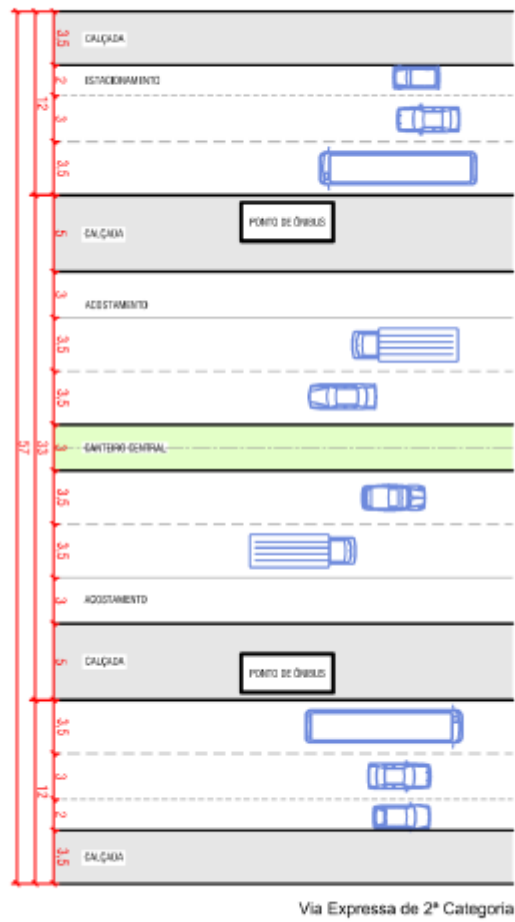 3,5
CALÇADA
2
ESTACIONAMENTO
12
3
3,5
5
CALÇADA
PONTO DE ÔNIBUS
3
ACOSTAMENTO
3,5
3,5
57
33
3
CANTEIRO CENTRAL
3,5
3,5
3
ACOSTAMENTO
5
CALÇADA
PONTO DE ÔNIBUS
3,5
3
12
2
3,5
CALÇADA
Via Expressa de 2ª Categoria